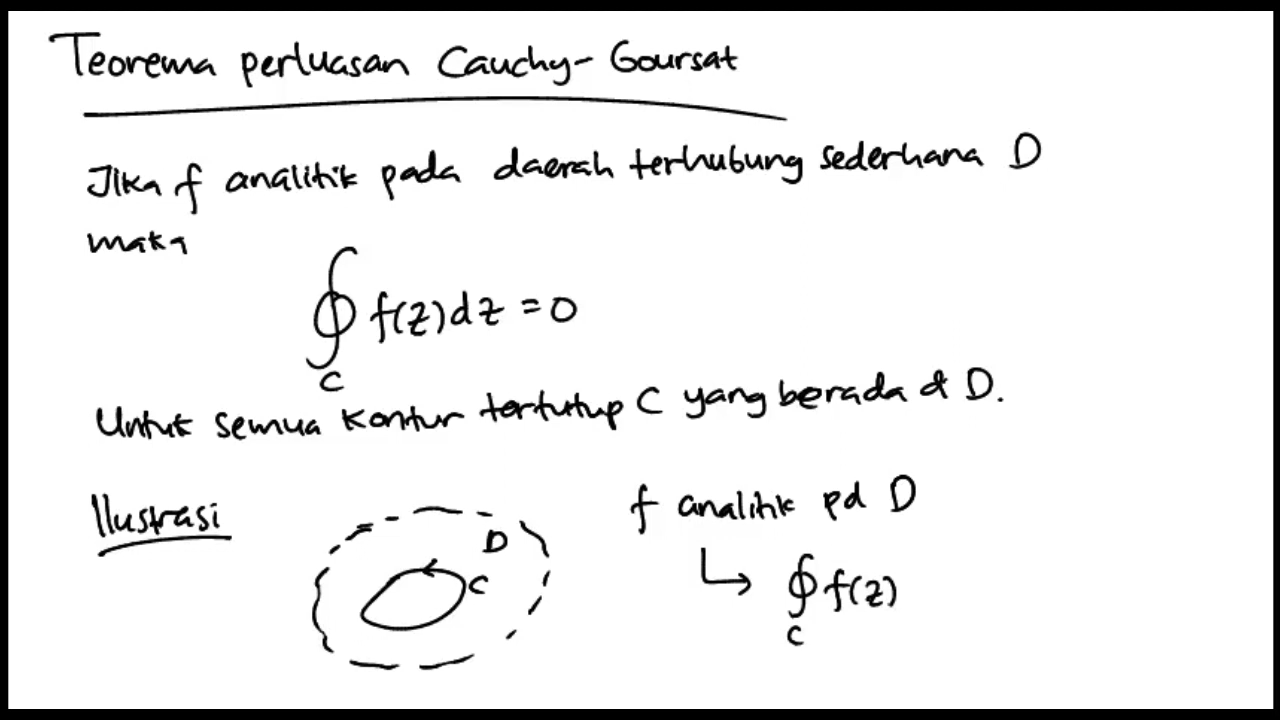 Teorema perluasan Cauchy-Goursat
Jika f analitik pada daerah terhubung sederhana D
maka
∮ f(z)dz = 0
C
Untuk semua kontur tertutup C yang berada di D.
Ilustrasi
D
C
f analitik pd D
↳ ∮ f(z)
C